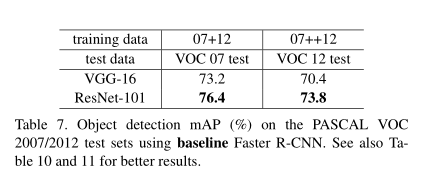 training data 07+12 07++12
test data VOC 07 test VOC 12 test
VGG-16 73.2 70.4
ResNet-101 76.4 73.8
Table 7. Object detection mAP (%) on the PASCAL VOC
2007/2012 test sets using baseline Faster R-CNN. See also Ta-
ble 10 and 11 for better results.